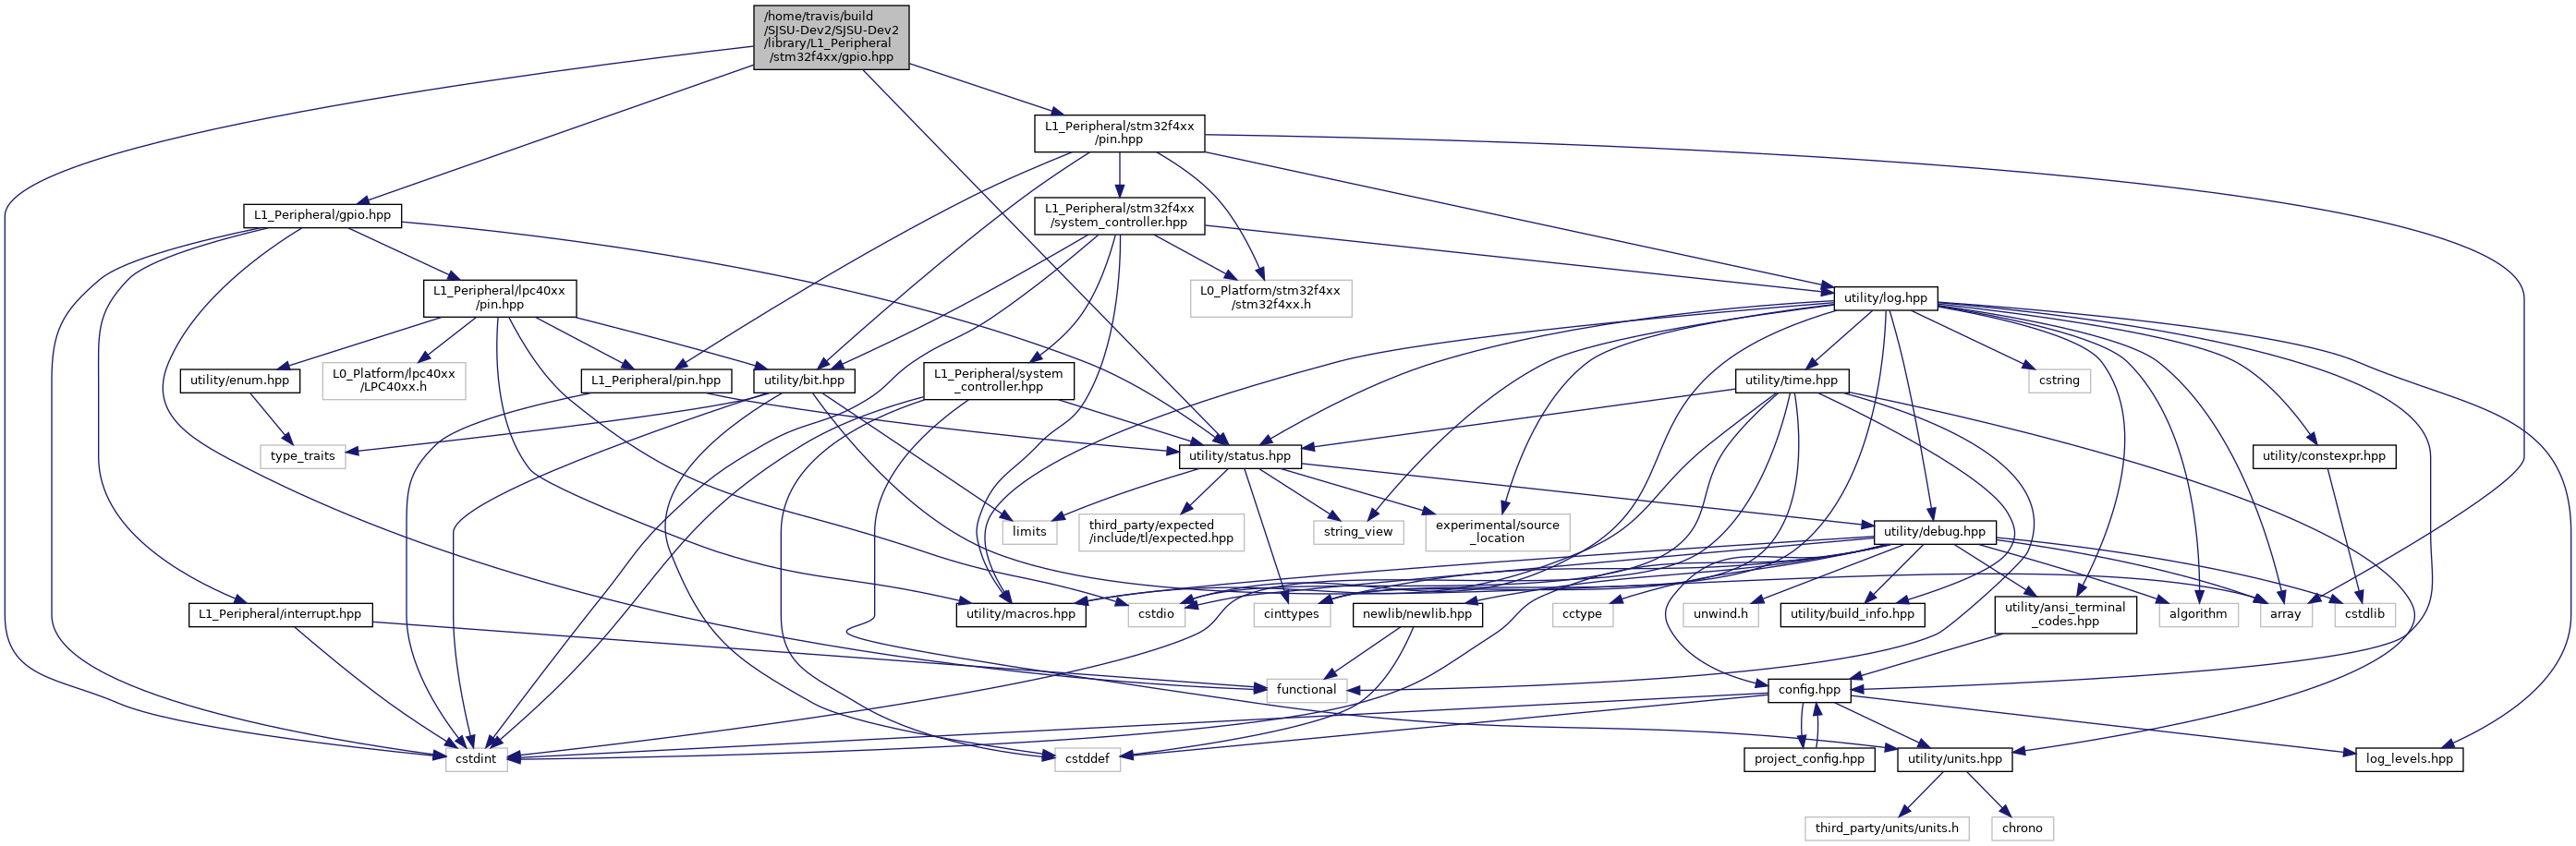 /home/travis/build
/SJSU-Dev2/SJSU-Dev2
/library/L1_Peripheral
/stm32f4xx/gpio.hpp
L1_Peripheral/stm32f4xx
/pin.hpp
L1_Peripheral/gpio.hpp
L1_Peripheral/stm32f4xx
/system_controller.hpp
L1_Peripheral/lpc40xx
/pin.hpp
L0_Platform/stm32f4xx
/stm32f4xx.h
utility/log.hpp
utility/enum.hpp
L0_Platform/lpc40xx
/LPC40xx.h
L1_Peripheral/pin.hpp
utility/bit.hpp
L1_Peripheral/system
_controller.hpp
utility/time.hpp
cstring
type_traits
utility/status.hpp
utility/constexpr.hpp
limits
third_party/expected
/include/tl/expected.hpp
string_view
experimental/source
_location
utility/debug.hpp
L1_Peripheral/interrupt.hpp
utility/macros.hpp
cstdio
cinttypes
newlib/newlib.hpp
cctype
unwind.h
utility/build_info.hpp
utility/ansi_terminal
_codes.hpp
algorithm
array
cstdlib
functional
config.hpp
cstdint
cstddef
project_config.hpp
utility/units.hpp
log_levels.hpp
third_party/units/units.h
chrono